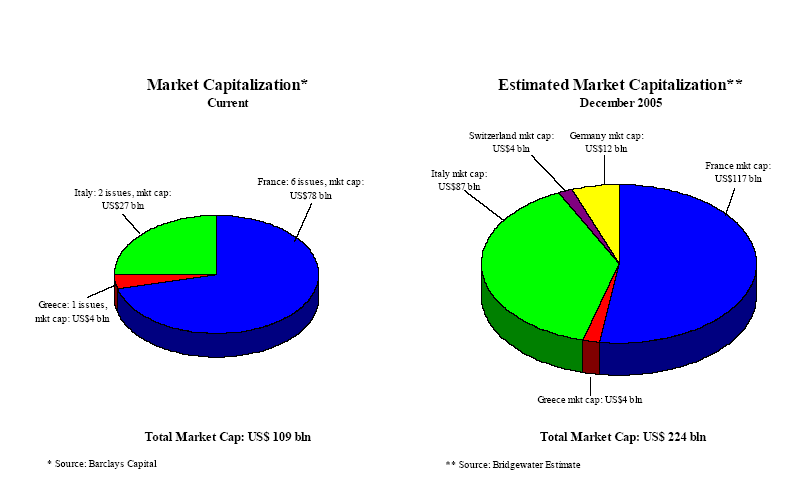 Market Capitalization*
Current
France: 6 issues, mkt cap:
US$78 bln
Italy: 2 issues, mkt cap:
US$27 bln
Greece: 1 issues,
mkt cap: US$4 bln
Total Market Cap: US$ 109 bln
* Source: Barclays Capital
Estimated Market Capitalization**
December 2005
Switzerland mkt cap:
US$4 bln
Germany mkt cap:
US$12 bln
France mkt cap:
US$117 bln
Italy mkt cap:
US$87 bln
Greece mkt cap: US$4 bln
Total Market Cap: US$ 224 bln
** Source: Bridgewater Estimate